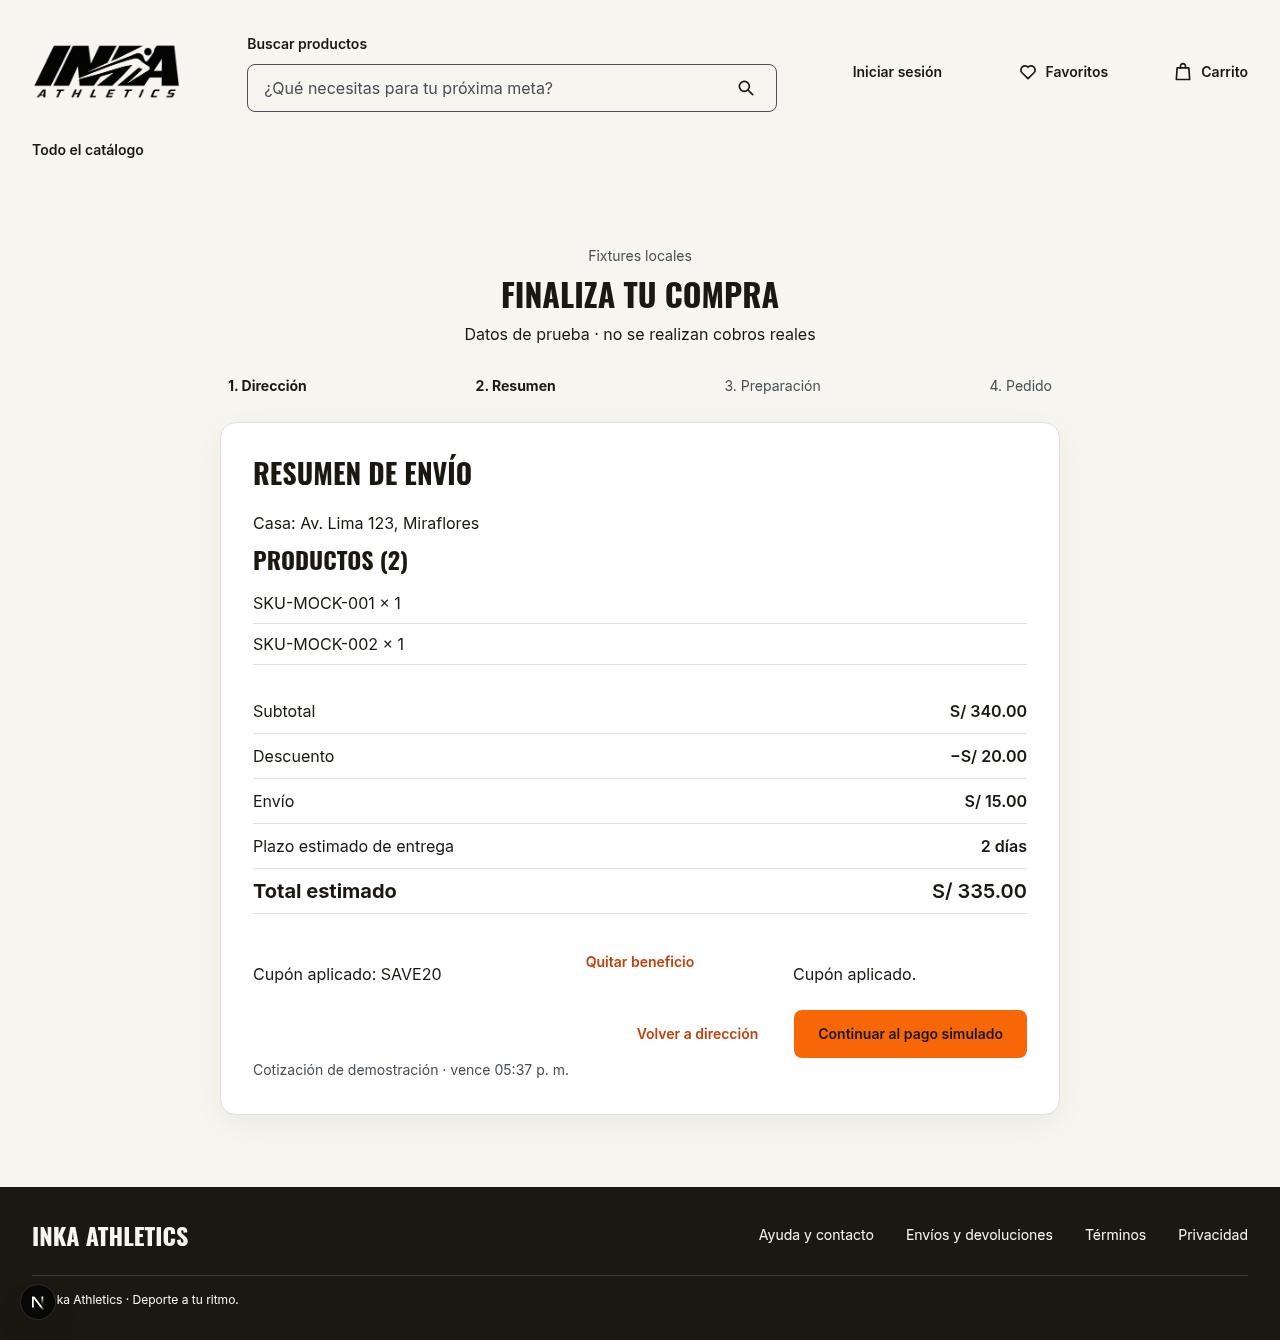 INKA
ATHLETICS
Buscar productos
¿Qué necesitas para tu próxima meta?
Iniciar sesión
Favoritos
Carrito
Todo el catálogo
Fixtures locales
FINALIZA TU COMPRA
Datos de prueba · no se realizan cobros reales
1. Dirección
2. Resumen
3. Preparación
4. Pedido
RESUMEN DE ENVÍO
Casa: Av. Lima 123, Miraflores
PRODUCTOS (2)
SKU-MOCK-001 × 1
SKU-MOCK-002 × 1
Subtotal S/ 340.00
Descuento −S/ 20.00
Envío S/ 15.00
Plazo estimado de entrega 2 días
Total estimado S/ 335.00
Cupón aplicado: SAVE20
Quitar beneficio
Cupón aplicado.
Volver a dirección
Continuar al pago simulado
Cotización de demostración · vence 05:37 p. m.
INKA ATHLETICS
Ayuda y contacto
Envíos y devoluciones
Términos
Privacidad
N
ka Athletics · Deporte a tu ritmo.